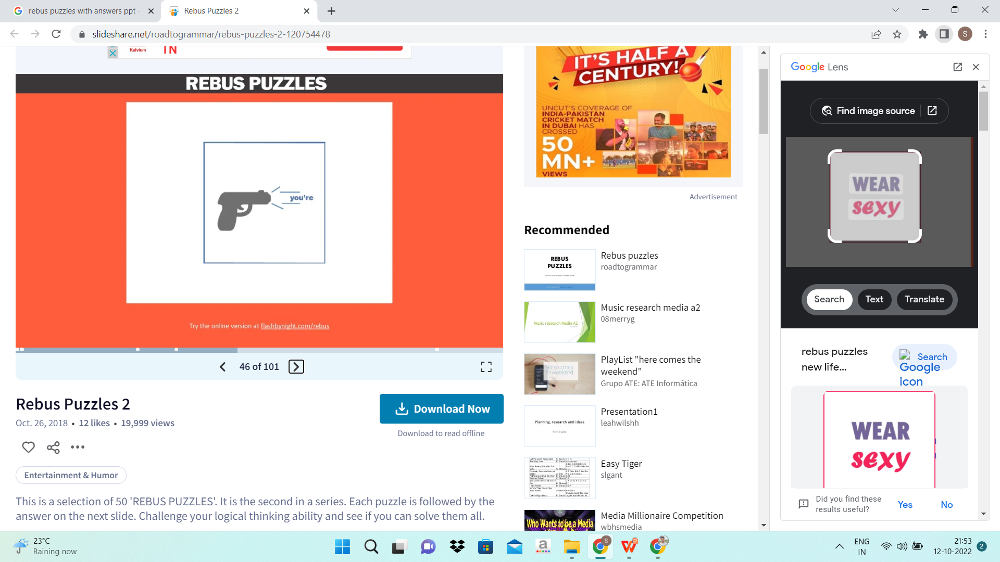 rebus puzzles with answers ppt -
Rebus Puzzles 2
slideshare.net/roadtogrammar/rebus-puzzles-2-120754478
S
Kalvium
IN
REBUS PUZZLES
you're
Try the online version at flashbynight.com/rebus
46 of 101
Rebus Puzzles 2
Oct. 26, 2018 • 12 likes • 19,999 views
Download Now
Download to read offline
Entertainment & Humor
This is a selection of 50 'REBUS PUZZLES'. It is the second in a series. Each puzzle is followed by the
answer on the next slide. Challenge your logical thinking ability and see if you can solve them all.
IT'S HALF A
CENTURY!
UNCUT'S COVERAGE OF
INDIA-PAKISTAN
CRICKET MATCH
IN DUBAI HAS
CROSSED
50
MN+
VIEWS
Advertisement
Recommended
REBUS
PUZZLES
Rebus puzzles
roadtogrammar
Music research Media A2
Music research media a2
08merryg
Here comes
the weekend
PlayList "here comes the
weekend"
Grupo ATE: ATE Informática
Planning, research and ideas
Film trailer.
Presentation1
leahwilshh
Easy Tiger
slgant
Who Wants to be a Media
Media Millionaire Competition
wbhsmedia
Google Lens
Find image source
WEAR
SEXY
Search
Text
Translate
rebus puzzles
new life...
Search
Google
icon
WEAR
SEXY
Did you find these
results useful?
Yes
No
23°C
Raining now
a
S
ENG
IN
21:53
12-10-2022
2